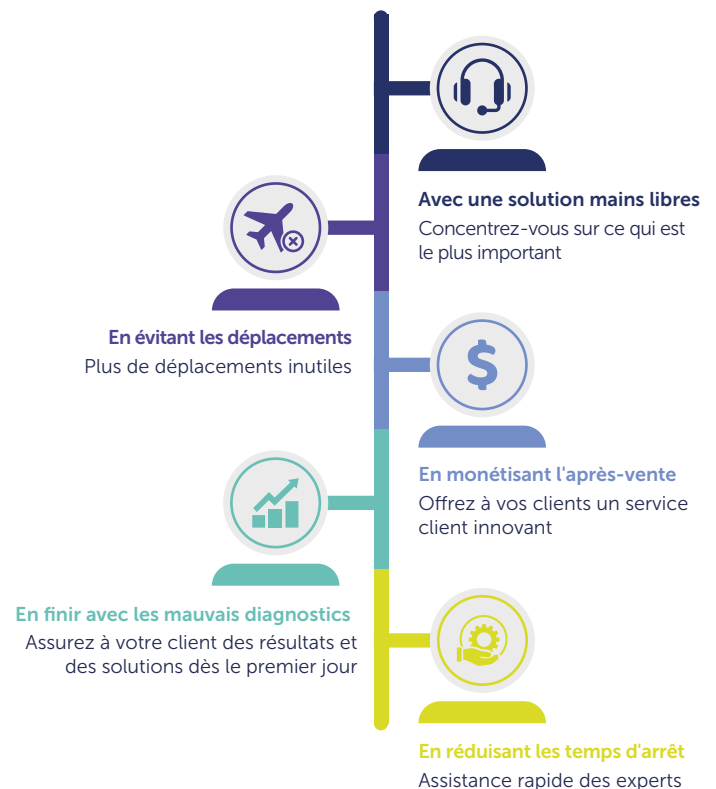 Avec une solution mains libres
Concentrez-vous sur ce qui est
le plus important
En évitant les déplacements
Plus de déplacements inutiles
$
En monétisant l'après-vente
Offrez à vos clients un service
client innovant
En finir avec les mauvais diagnostics
Assurez à votre client des résultats et
des solutions dès le premier jour
En réduisant les temps d'arrêt
Assistance rapide des experts